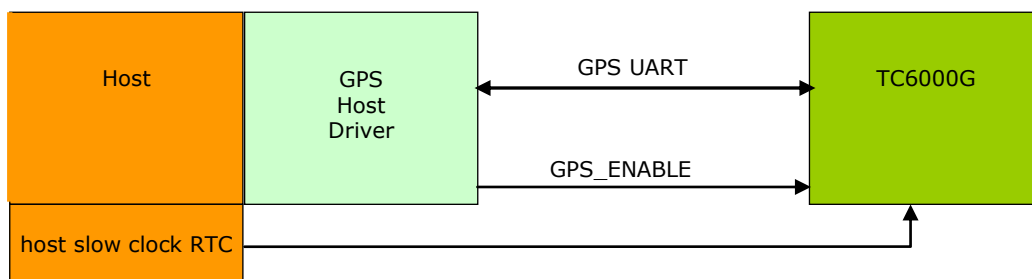 Host
GPS
Host
Driver
GPS UART
GPS_ENABLE
TC6000G
host slow clock RTC